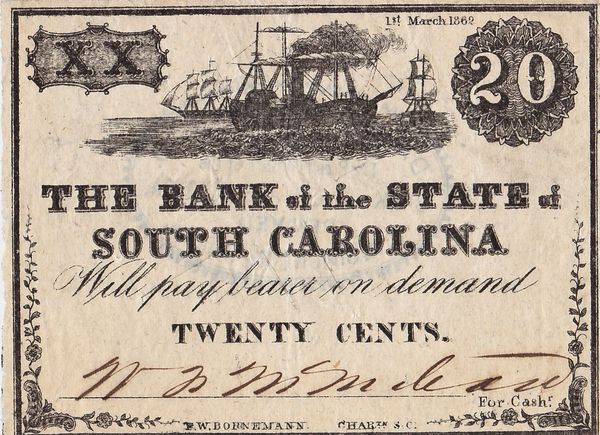 XX
1st March 1862
20
THE BANK of the STATE of
SOUTH CAROLINA
Will pay bearer on demand
TWENTY CENTS.
For Cashr.
F.W. BORNEMANN. CHARTN S.C.